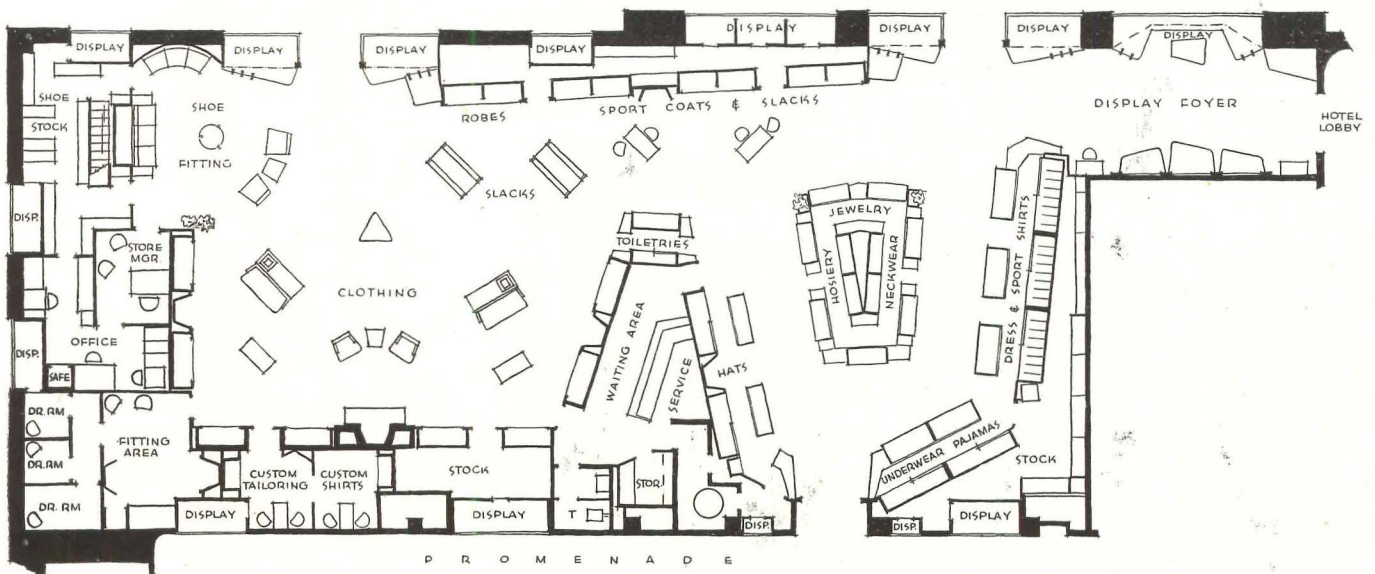 DISPLAY
DISPLAY
DISPLAY
DISPLAY
DISPLAY
DISPLAY
DISPLAY
DISPLAY
SHOE
STOCK
SHOE
FITTING
ROBES
SPORT COATS & SLACKS
DISPLAY FOYER
HOTEL
LOBBY
SLACKS
DISP.
STORE
MGR.
TOILETRIES
JEWELRY
HOSIERY
NECKWEAR
DRESS & SPORT SHIRTS
CLOTHING
OFFICE
DISP.
SAFE
WAITING AREA
SERVICE
HATS
DR. RM
DR. RM
DR. RM
FITTING
AREA
CUSTOM
TAILORING
CUSTOM
SHIRTS
STOCK
STOR.
T
UNDERWEAR PAJAMAS
STOCK
DISPLAY
DISPLAY
DISP.
DISP.
DISPLAY
PROMENADE